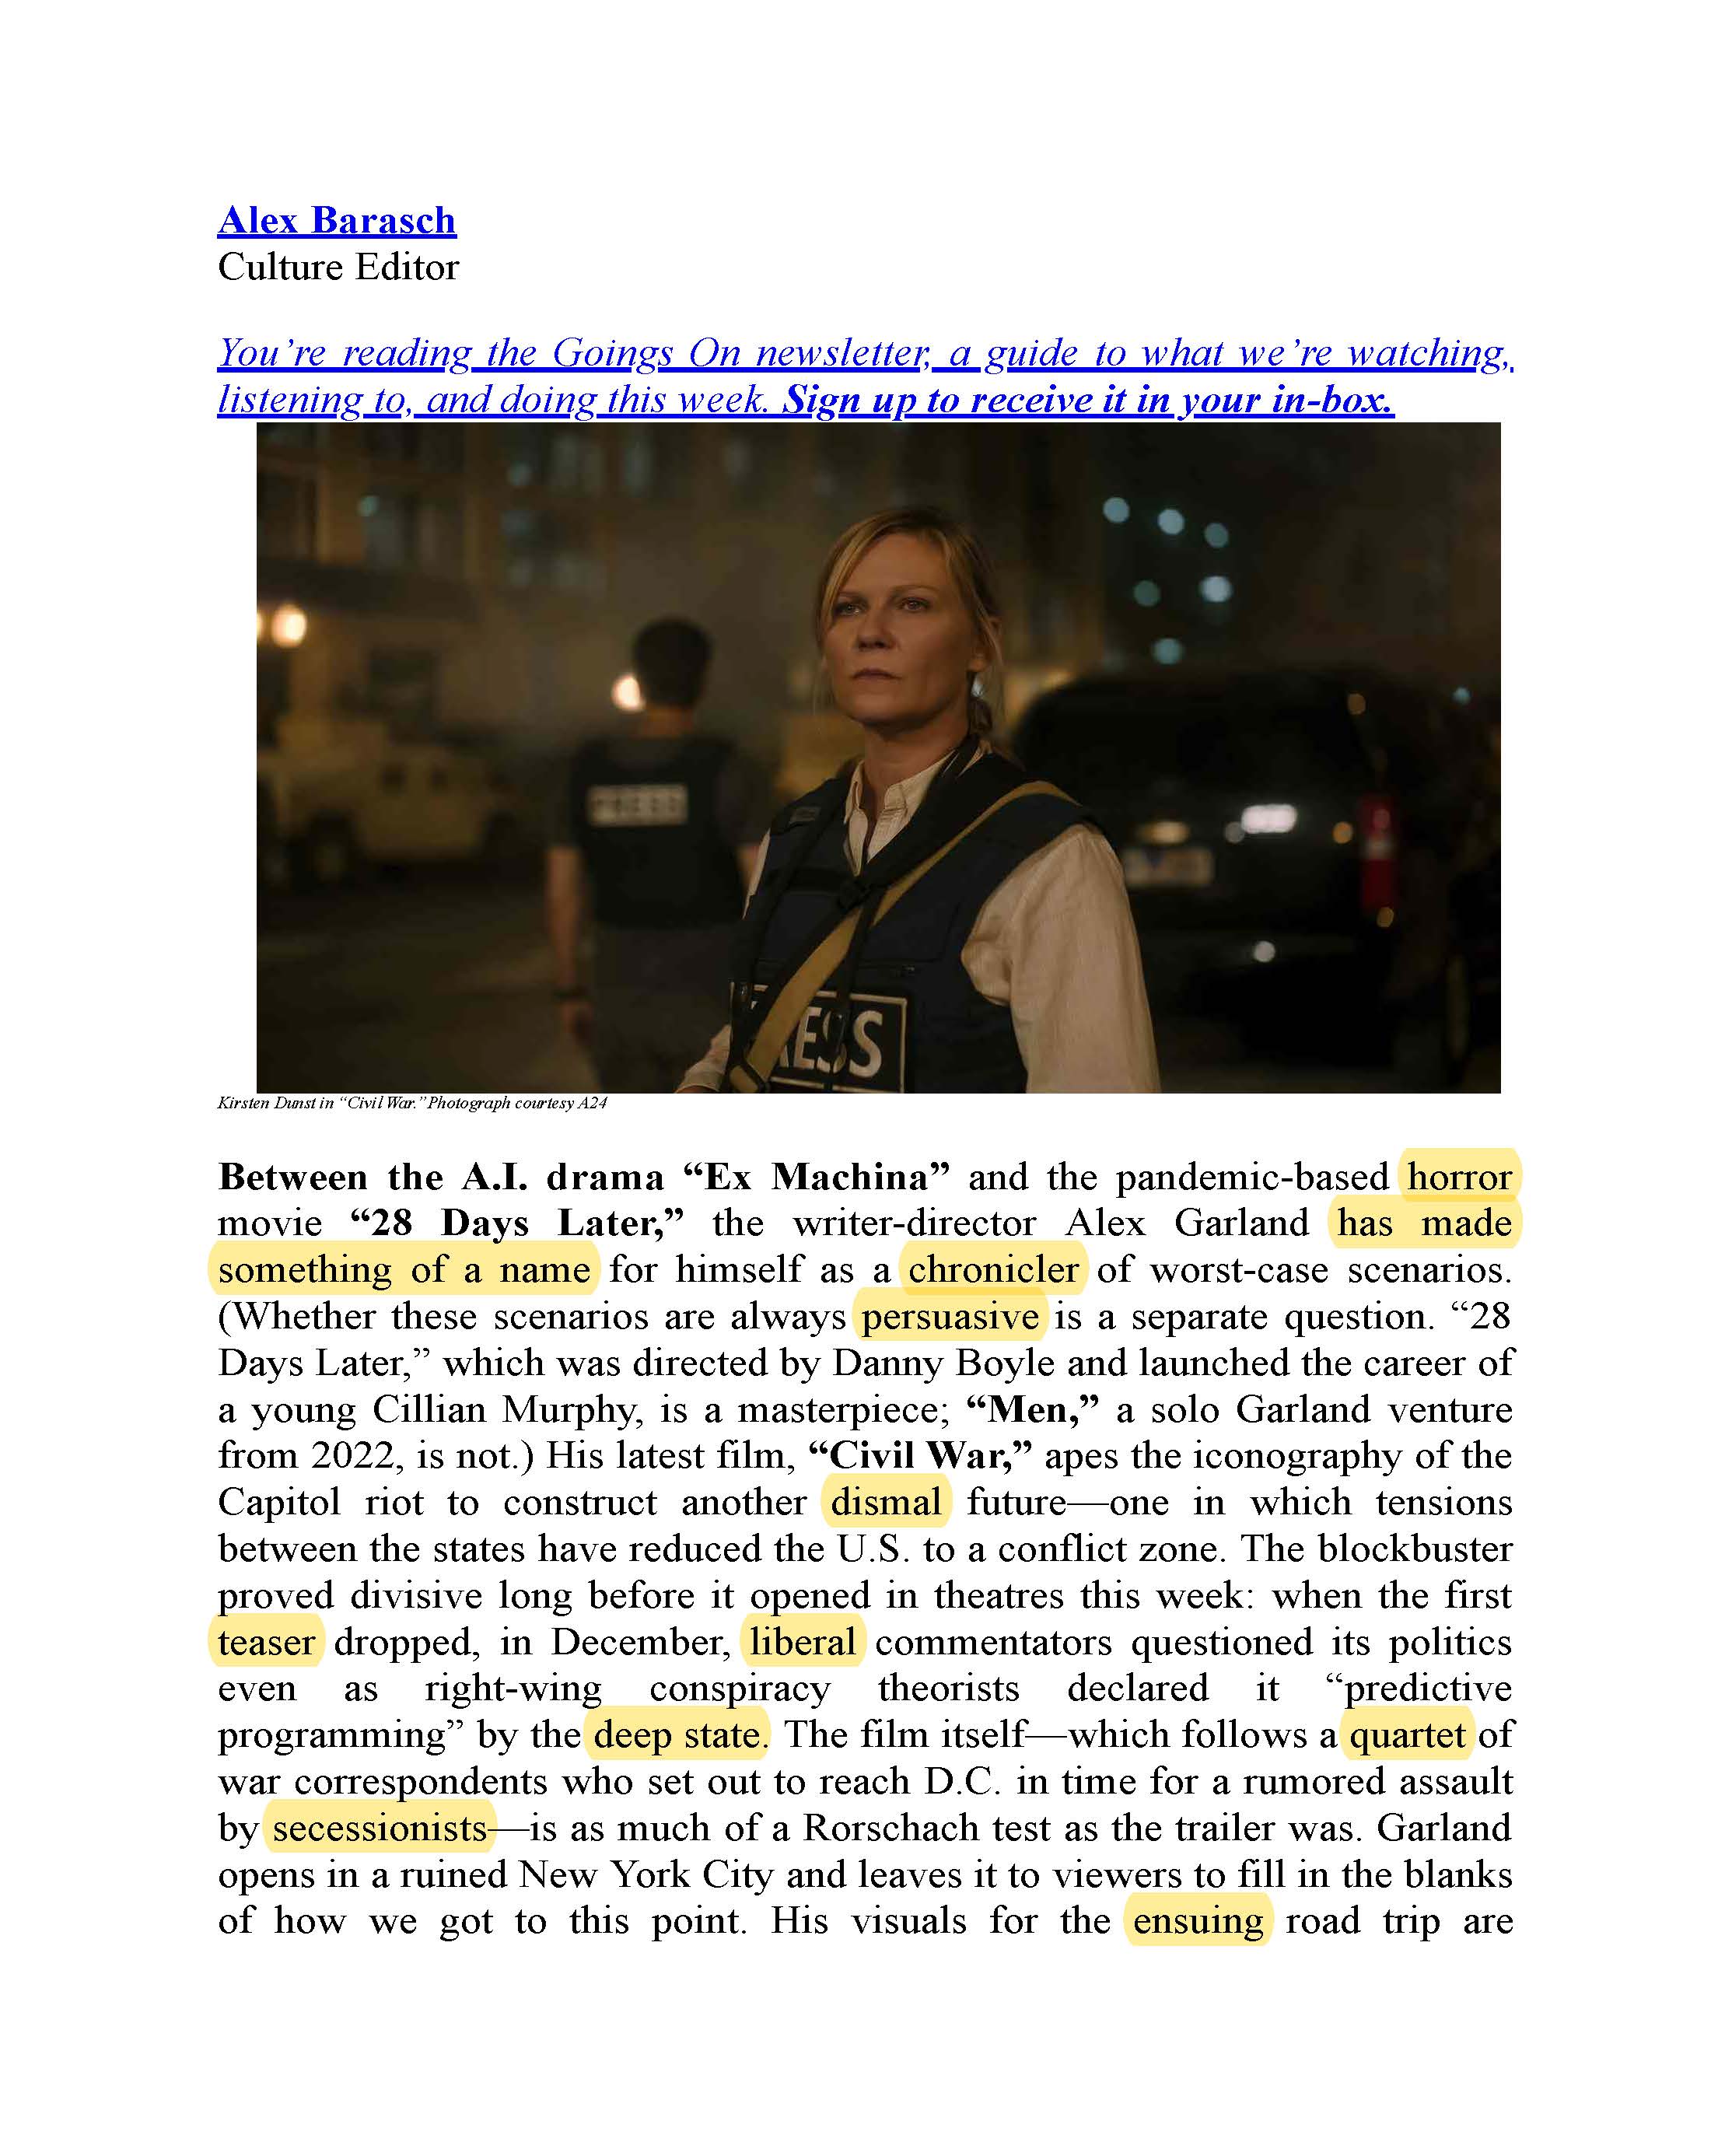 Alex Barasch
Culture Editor
You’re reading the Goings On newsletter, a guide to what we’re watching,
listening to, and doing this week. Sign up to receive it in your in-box.
PRESS
ESS
Kirsten Dunst in “Civil War.” Photograph courtesy A24
Between the A.I. drama “Ex Machina” and the pandemic-based horror
movie “28 Days Later,” the writer-director Alex Garland has made
something of a name for himself as a chronicler of worst-case scenarios.
(Whether these scenarios are always persuasive is a separate question. “28
Days Later,” which was directed by Danny Boyle and launched the career of
a young Cillian Murphy, is a masterpiece; “Men,” a solo Garland venture
from 2022, is not.) His latest film, “Civil War,” apes the iconography of the
Capitol riot to construct another dismal future—one in which tensions
between the states have reduced the U.S. to a conflict zone. The blockbuster
proved divisive long before it opened in theatres this week: when the first
teaser dropped, in December, liberal commentators questioned its politics
even as right-wing conspiracy theorists declared it “predictive
programming” by the deep state. The film itself—which follows a quartet of
war correspondents who set out to reach D.C. in time for a rumored assault
by secessionists—is as much of a Rorschach test as the trailer was. Garland
opens in a ruined New York City and leaves it to viewers to fill in the blanks
of how we got to this point. His visuals for the ensuing road trip are